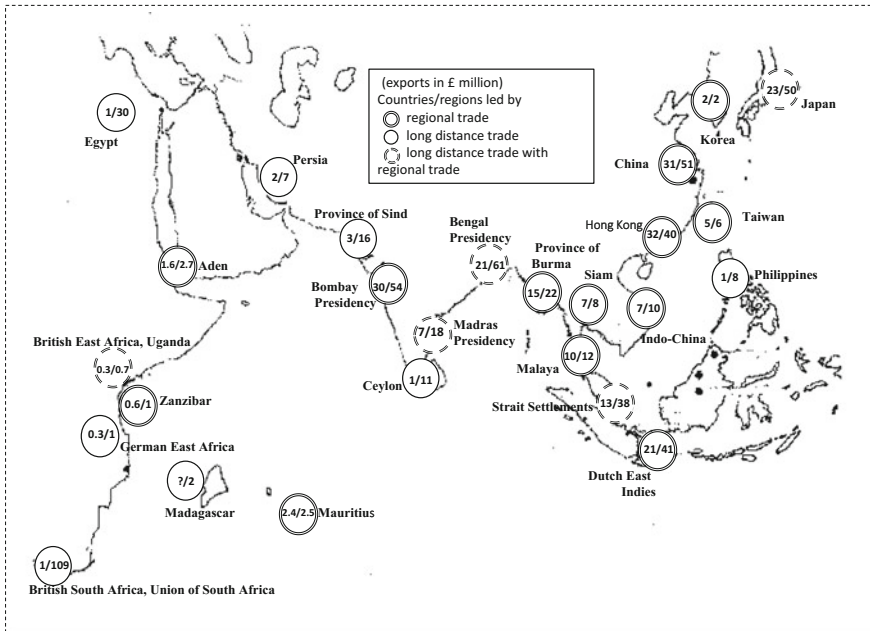 (exports in £ million)
Countries/regions led by
regional trade
long distance trade
long distance trade with
regional trade
1/30
Egypt
2/7
Persia
Province of Sind
3/16
1.6/2.7
Aden
Bombay
Presidency
30/54
Bengal
Presidency
21/61
7/18
Madras
Presidency
Ceylon
1/11
Province of
Burma
15/22
Siam
7/8
7/10
Indo-China
Malaya
10/12
Strait Settlements
13/38
21/41
Dutch East
Indies
2/2
Korea
23/50
Japan
China
31/51
Hong Kong
32/40
5/6
Taiwan
1/8
Philippines
British East Africa, Uganda
0.3/0.7
0.6/1
Zanzibar
0.3/1
German East Africa
?/2
Madagascar
2.4/2.5
Mauritius
1/109
British South Africa, Union of South Africa